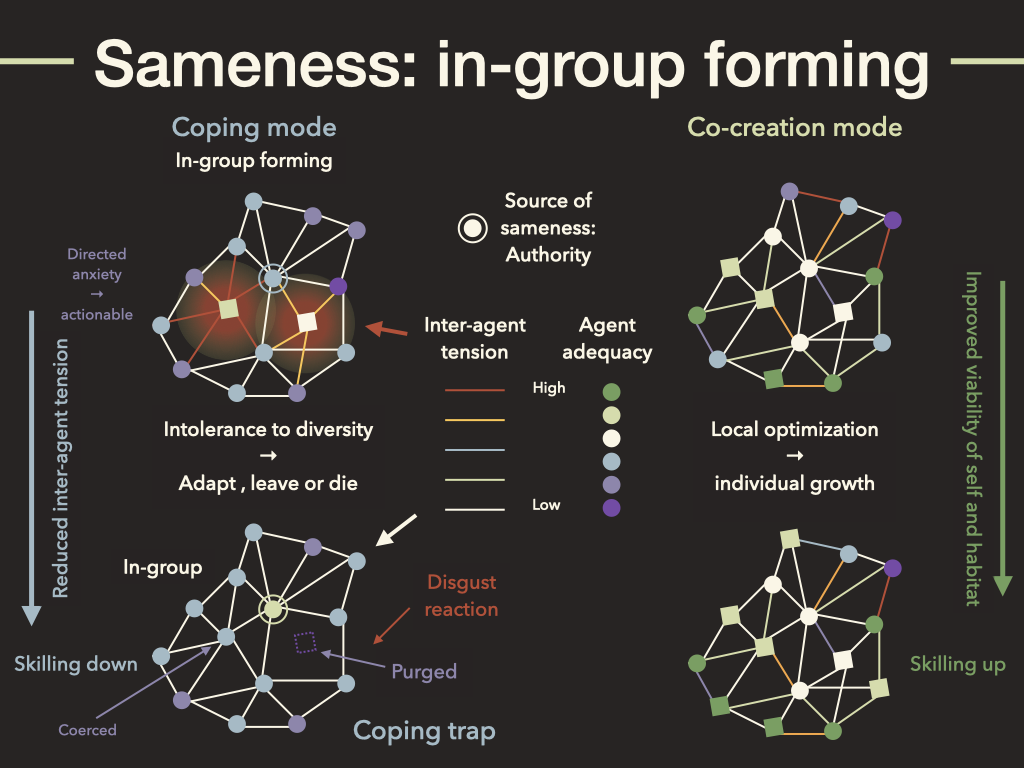 Sameness: in-group forming
Coping mode
In-group forming
Co-creation mode
Source of
sameness:
Authority
Directed
anxiety
→
actionable
Inter-agent
tension
Agent
adequacy
High
Low
Reduced inter-agent tension
Improved viability of self and habitat
Intolerance to diversity
→
Adapt , leave or die
Local optimization
→
individual growth
In-group
Disgust
reaction
Skilling down
Purged
Skilling up
Coerced
Coping trap